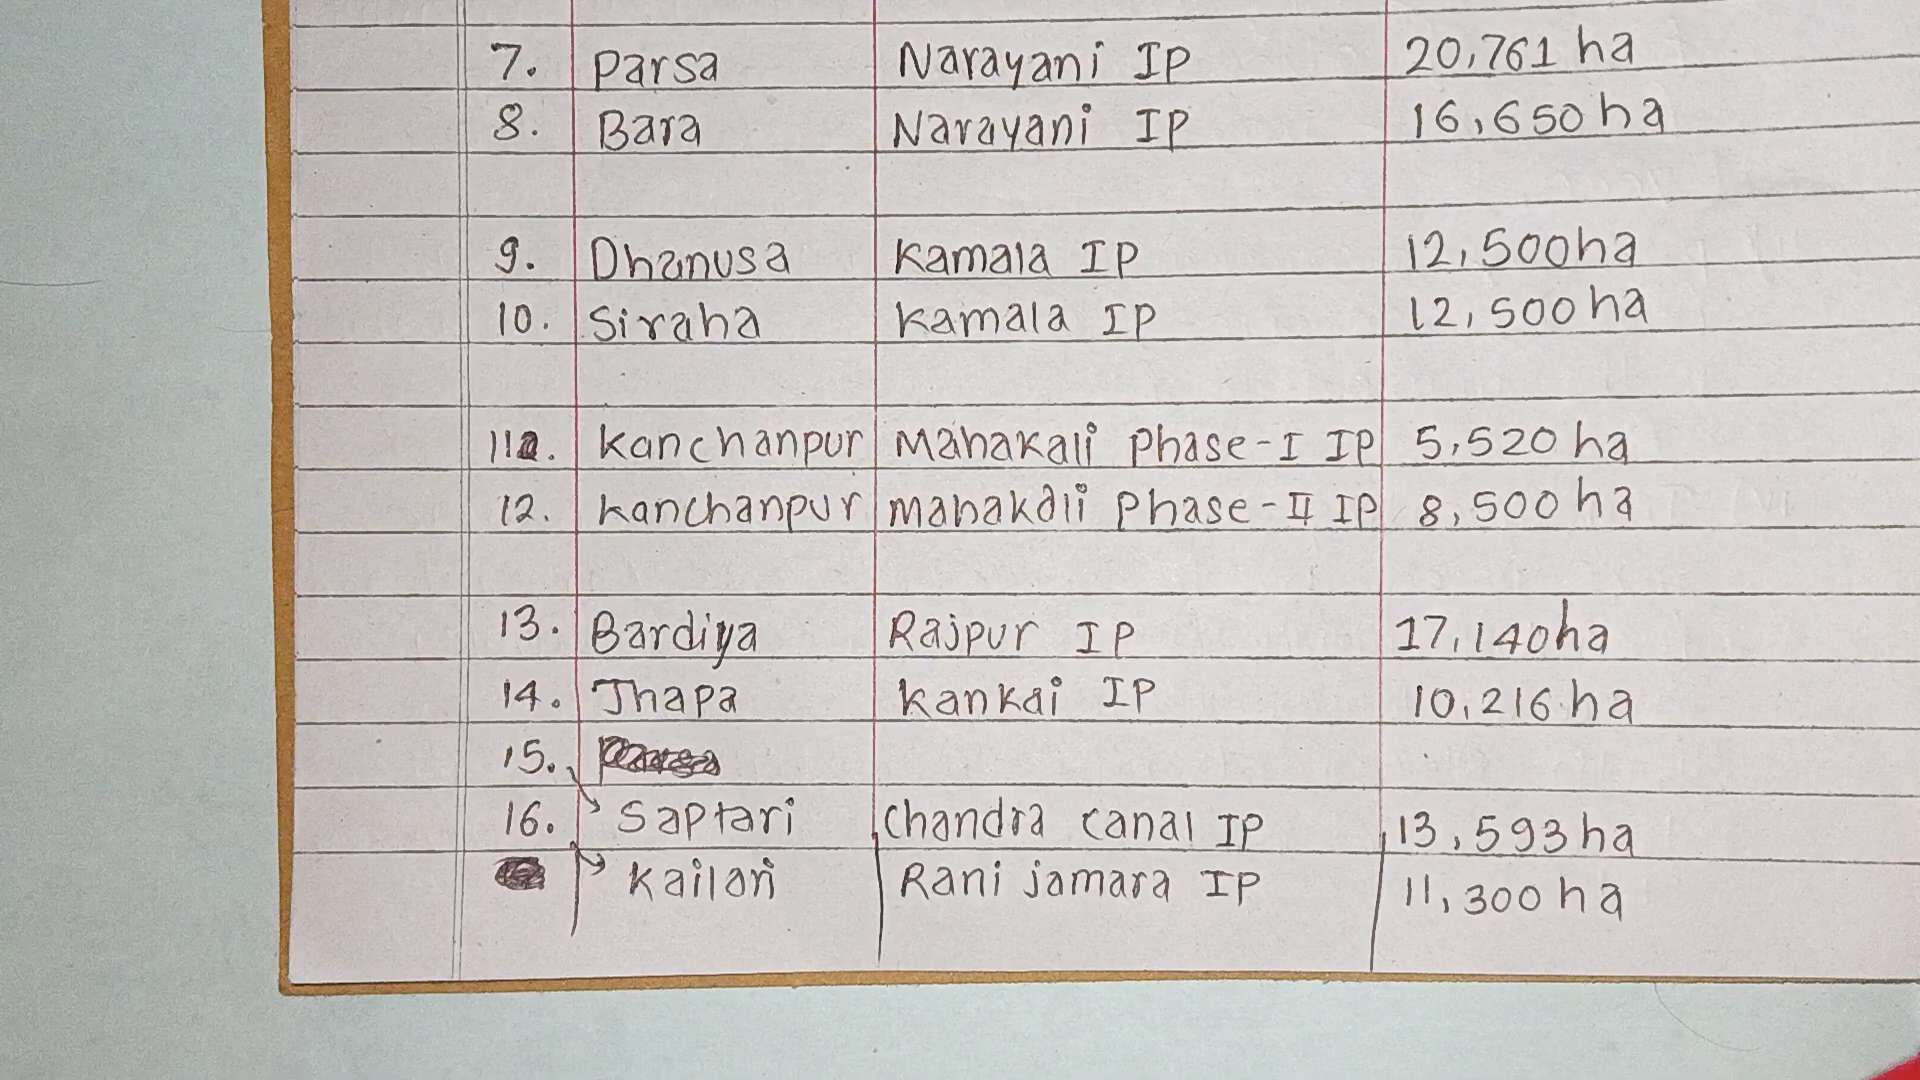 7. Parsa Narayani IP 20,761 ha
8. Bara Narayani IP 16,650 ha
9. Dhanusa Kamala IP 12,500 ha
10. Siraha Kamala IP 12,500 ha
11. Kanchanpur Mahakali Phase-I IP 5,520 ha
12. Kanchanpur Mahakali Phase-II IP 8,500 ha
13. Bardiya Rajpur IP 17,140 ha
14. Jhapa Kankai IP 10,216 ha
15.
16. Saptari Chandra canal IP 13,593 ha
Kailari Rani jamara IP 11,300 ha